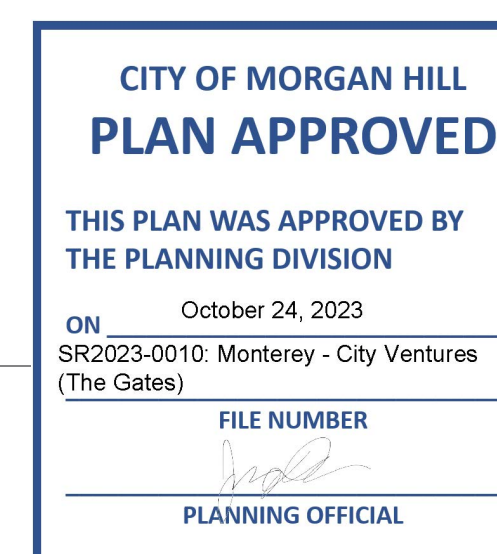 CITY OF MORGAN HILL
PLAN APPROVED
THIS PLAN WAS APPROVED BY
THE PLANNING DIVISION
ON October 24, 2023
SR2023-0010: Monterey - City Ventures
(The Gates)
FILE NUMBER
PLANNING OFFICIAL